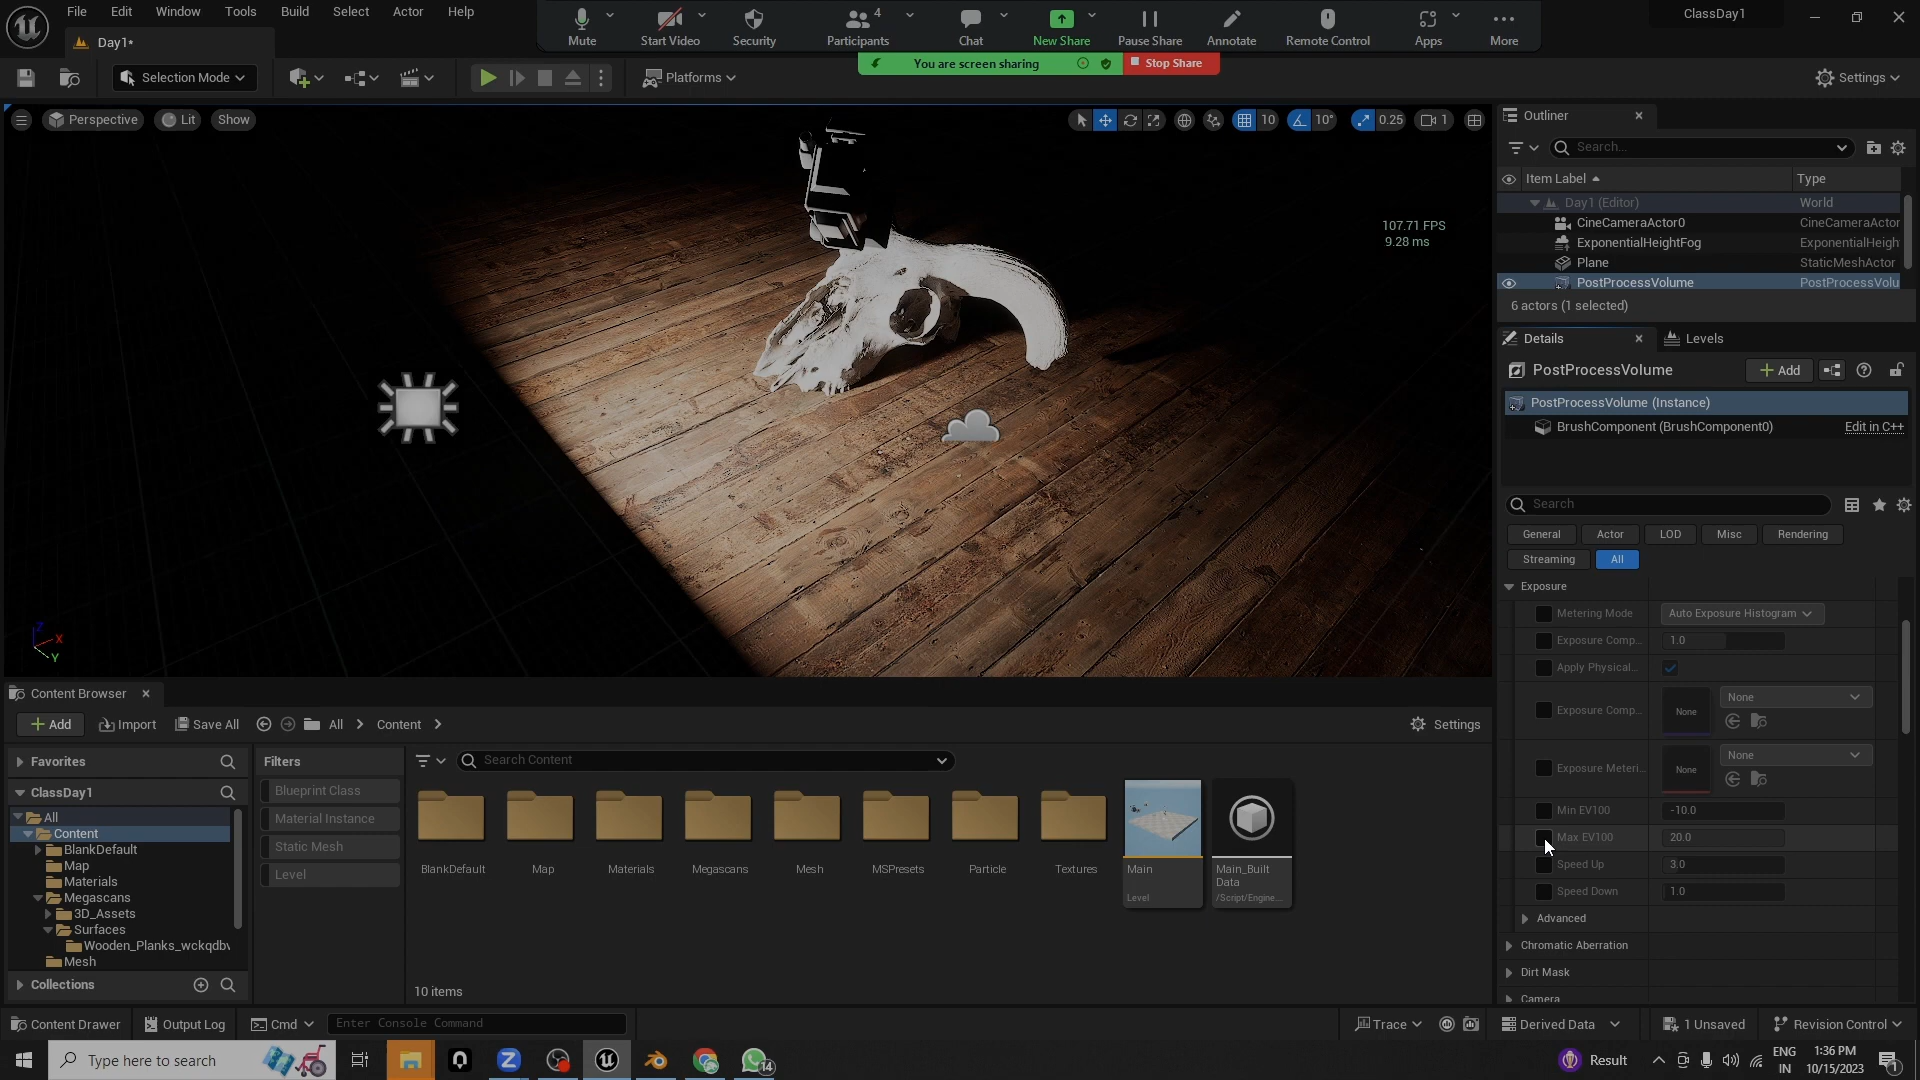 File Edit Window Tools Build Select Actor Help
Mute Start Video Security Participants 4 Chat New Share Pause Share Annotate Remote Control Apps More
ClassDay1
Day1•
You are screen sharing Stop Share
Selection Mode Platforms Settings
Perspective Lit Show 10 10° 0.25 1
107.71 FPS
9.28 ms
Z
X
Y
Outliner
Search...
Item Label Type
Day1 (Editor) World
CineCameraActor0 CineCameraActor
ExponentialHeightFog ExponentialHeigh
Plane StaticMeshActor
PostProcessVolume PostProcessVolu
6 actors (1 selected)
Details Levels
PostProcessVolume Add
PostProcessVolume (Instance)
BrushComponent (BrushComponent0) Edit in C++
Search
General Actor LOD Misc Rendering
Streaming All
Exposure
Metering Mode Auto Exposure Histogram
Exposure Comp... 1.0
Apply Physical...
Exposure Comp... None None
Exposure Meteri... None None
Min EV100 -10.0
Max EV100 20.0
Speed Up 3.0
Speed Down 1.0
Advanced
Chromatic Aberration
Dirt Mask
Camera
Content Browser
Add Import Save All All Content Settings
Favorites
ClassDay1
All
Content
BlankDefault
Map
Materials
Megascans
3D_Assets
Surfaces
Wooden_Planks_wckqdbv
Mesh
Collections
Filters
Blueprint Class
Material Instance
Static Mesh
Level
Search Content
BlankDefault Map Materials Megascans Mesh MSPresets Particle Textures
Main
Level
Main_Built
Data
/Script/Engine...
10 items
Content Drawer Output Log Cmd Enter Console Command Trace Derived Data 1 Unsaved Revision Control
Type here to search 14 Result ENG
IN
1:36 PM
10/15/2023
1